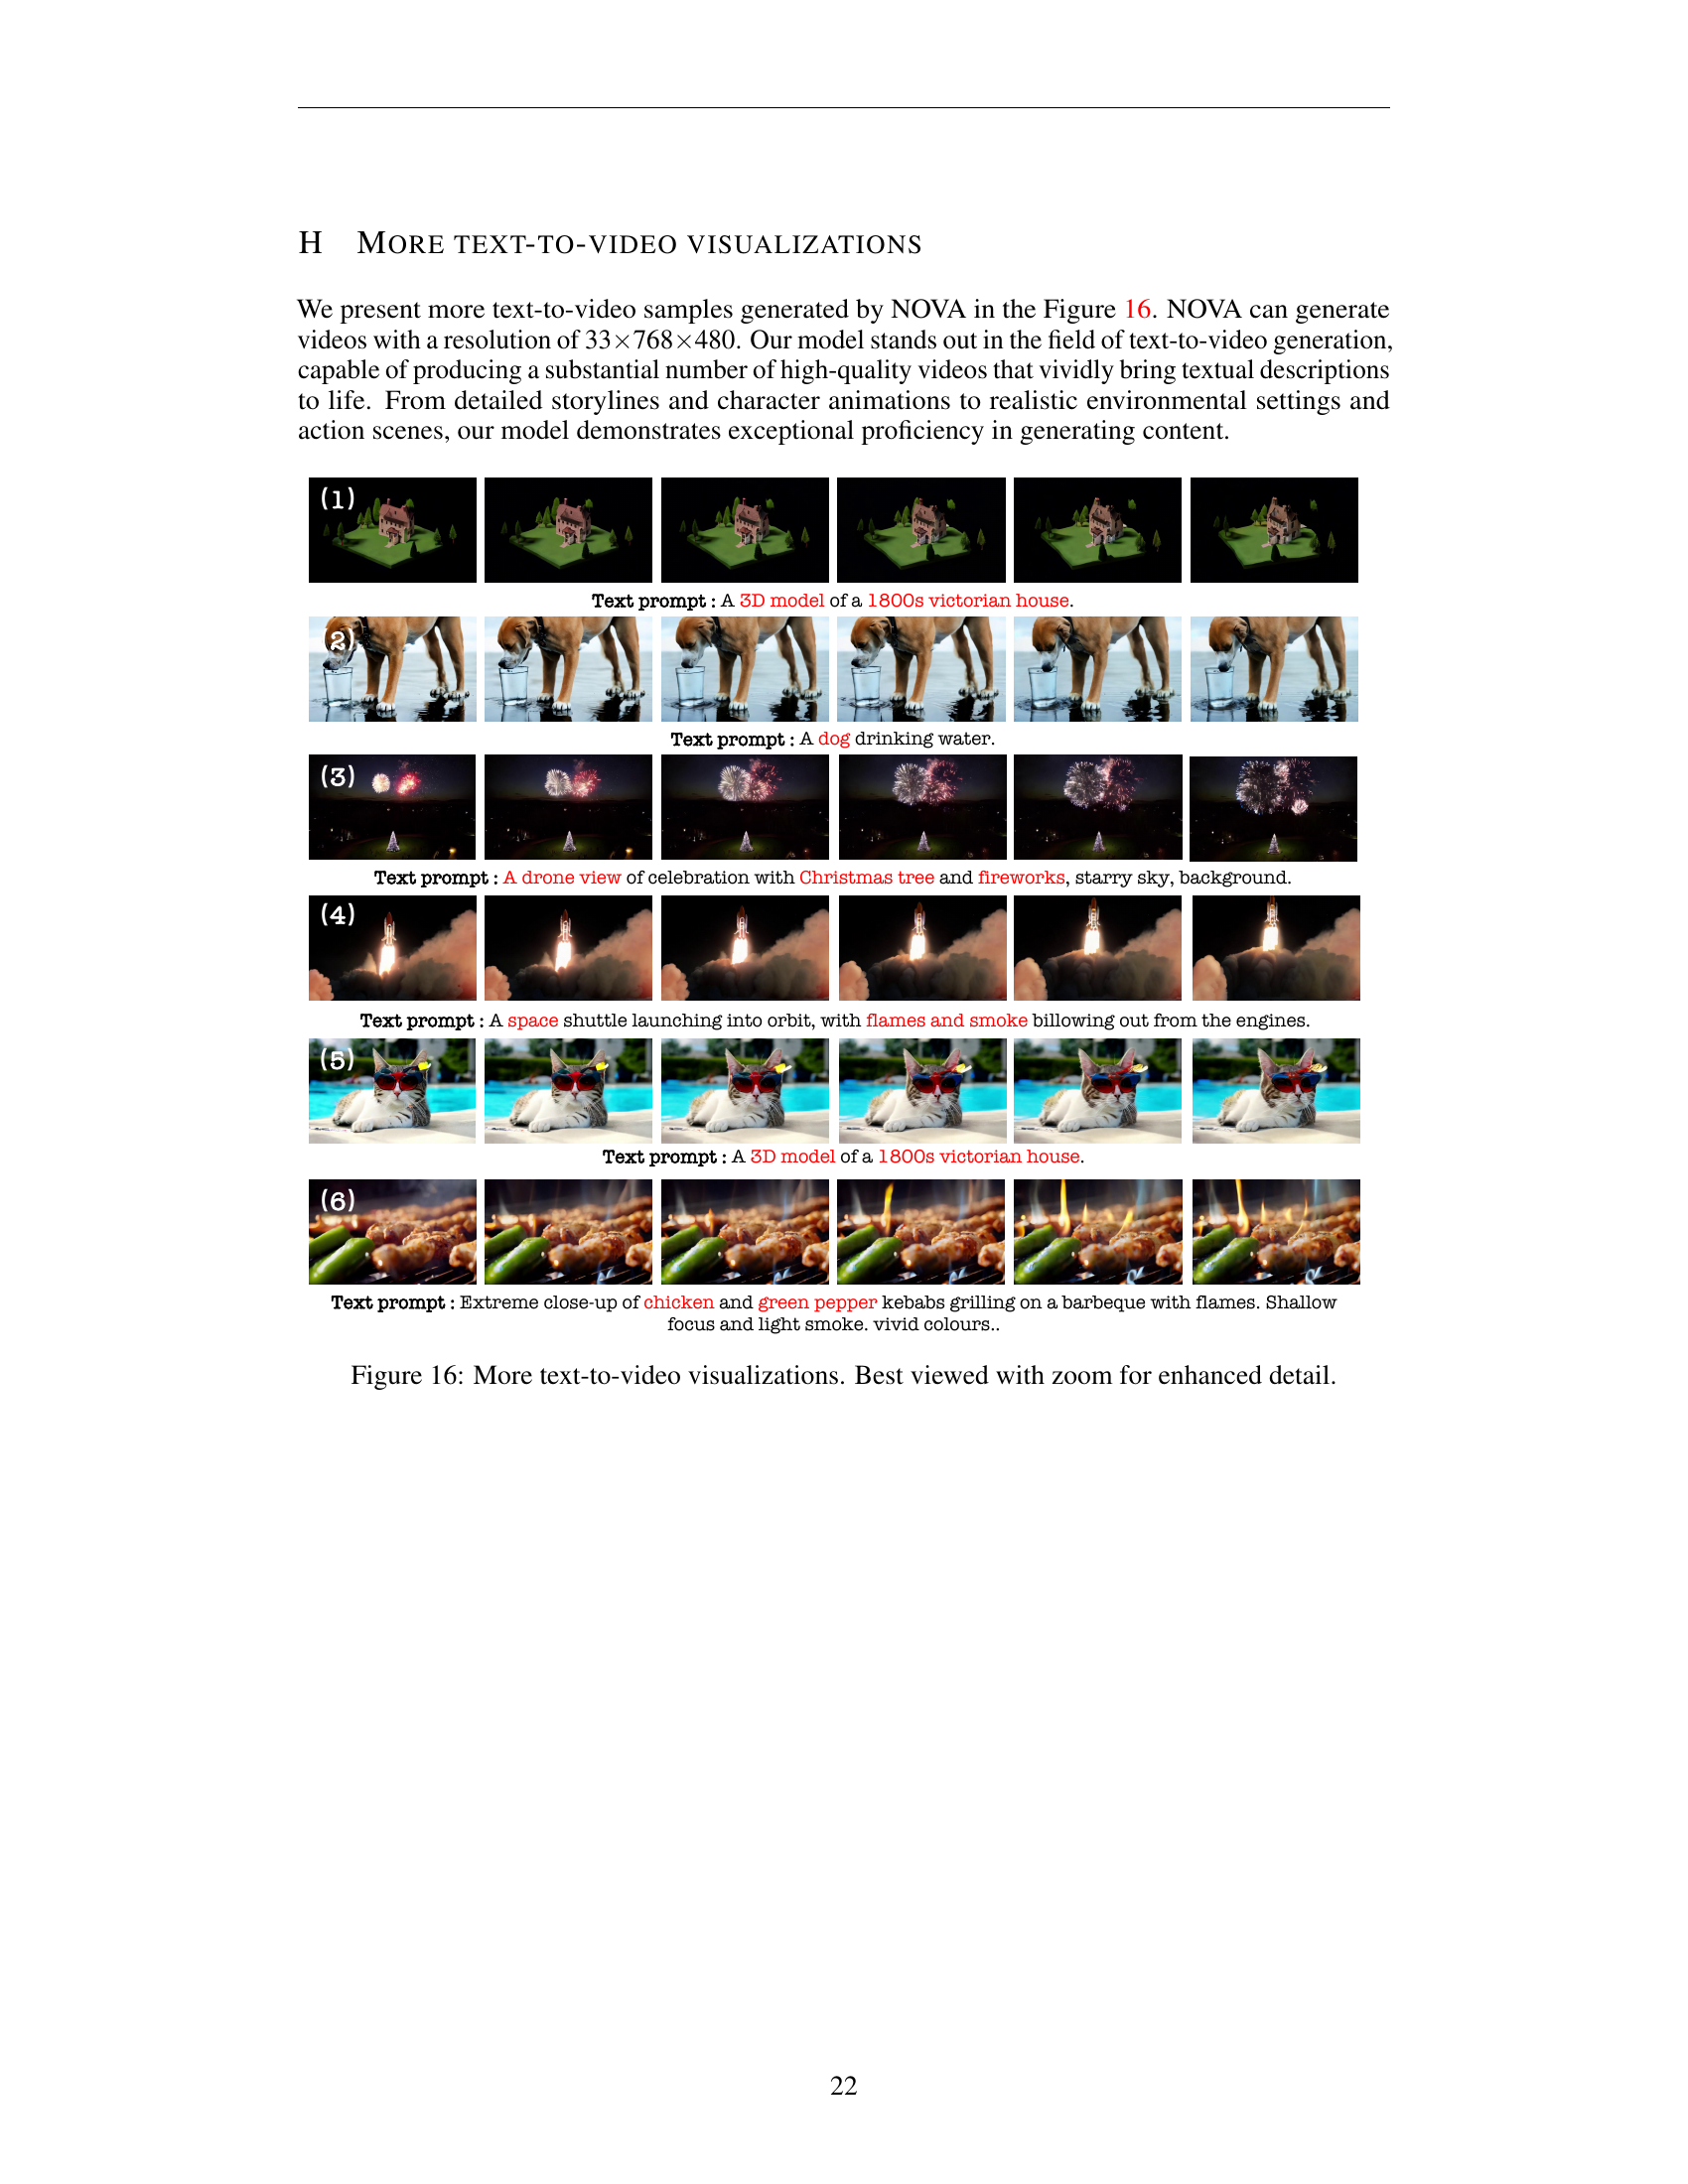 H MORE TEXT-TO-VIDEO VISUALIZATIONS
We present more text-to-video samples generated by NOVA in the Figure 16. NOVA can generate
videos with a resolution of 33×768×480. Our model stands out in the field of text-to-video generation,
capable of producing a substantial number of high-quality videos that vividly bring textual descriptions
to life. From detailed storylines and character animations to realistic environmental settings and
action scenes, our model demonstrates exceptional proficiency in generating content.
(1)
Text prompt : A 3D model of a 1800s victorian house.
(2)
Text prompt : A dog drinking water.
(3)
Text prompt : A drone view of celebration with Christmas tree and fireworks, starry sky, background.
(4)
Text prompt : A space shuttle launching into orbit, with flames and smoke billowing out from the engines.
(5)
Text prompt : A 3D model of a 1800s victorian house.
(6)
Text prompt : Extreme close-up of chicken and green pepper kebabs grilling on a barbeque with flames. Shallow
focus and light smoke. vivid colours..
Figure 16: More text-to-video visualizations. Best viewed with zoom for enhanced detail.
22